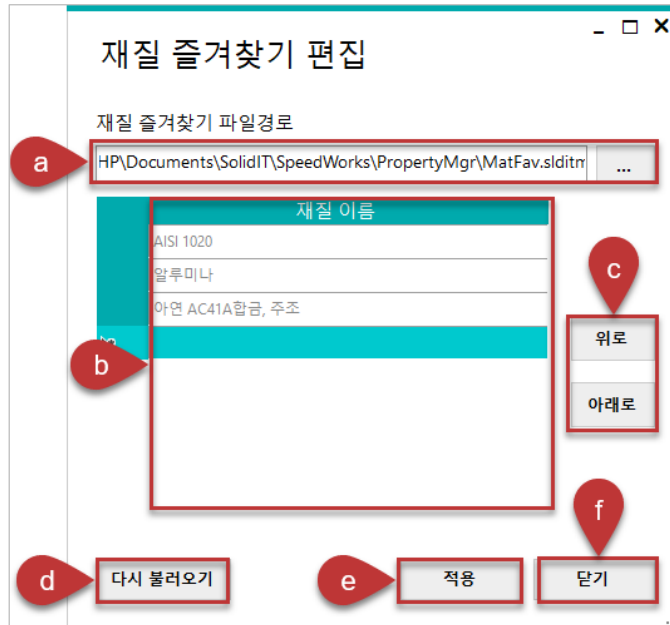 재질 즐겨찾기 편집
재질 즐겨찾기 파일경로
a
HP\Documents\SolidIT\SpeedWorks\PropertyMgr\MatFav.slditm
...
재질 이름
AISI 1020
알루미나
아연 AC41A합금, 주조
c
위로
b
아래로
f
d
다시 불러오기
e
적용
닫기